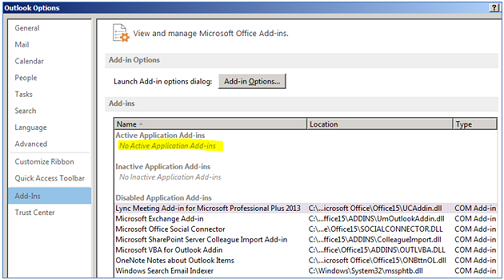 Outlook Options
?
General
Mail
Calendar
People
Tasks
Search
Language
Advanced
Customize Ribbon
Quick Access Toolbar
Add-Ins
Trust Center
View and manage Microsoft Office Add-ins.
Add-in Options
Launch Add-in options dialog: Add-in Options...
Add-ins
Name Location Type
Active Application Add-ins
No Active Application Add-ins
Inactive Application Add-ins
No Inactive Application Add-ins
Disabled Application Add-ins
Lync Meeting Add-in for Microsoft Professional Plus 2013 C:\...icrosoft Office\Office15\UCAddin.dll COM Add-in
Microsoft Exchange Add-in C:\...ffice15\ADDINS\UmOutlookAddin.dll COM Add-in
Microsoft Office Social Connector C:\...e\Office15\SOCIALCONNECTOR.DLL COM Add-in
Microsoft SharePoint Server Colleague Import Add-in C:\...ffice15\ADDINS\ColleagueImport.dll COM Add-in
Microsoft VBA for Outlook Addin C:\...Office\Office15\ADDINS\OUTLVBA.DLL COM Add-in
OneNote Notes about Outlook Items C:\...icrosoft Office\Office15\ONBttnOL.dll COM Add-in
Windows Search Email Indexer C:\Windows\System32\mssphtb.dll COM Add-in